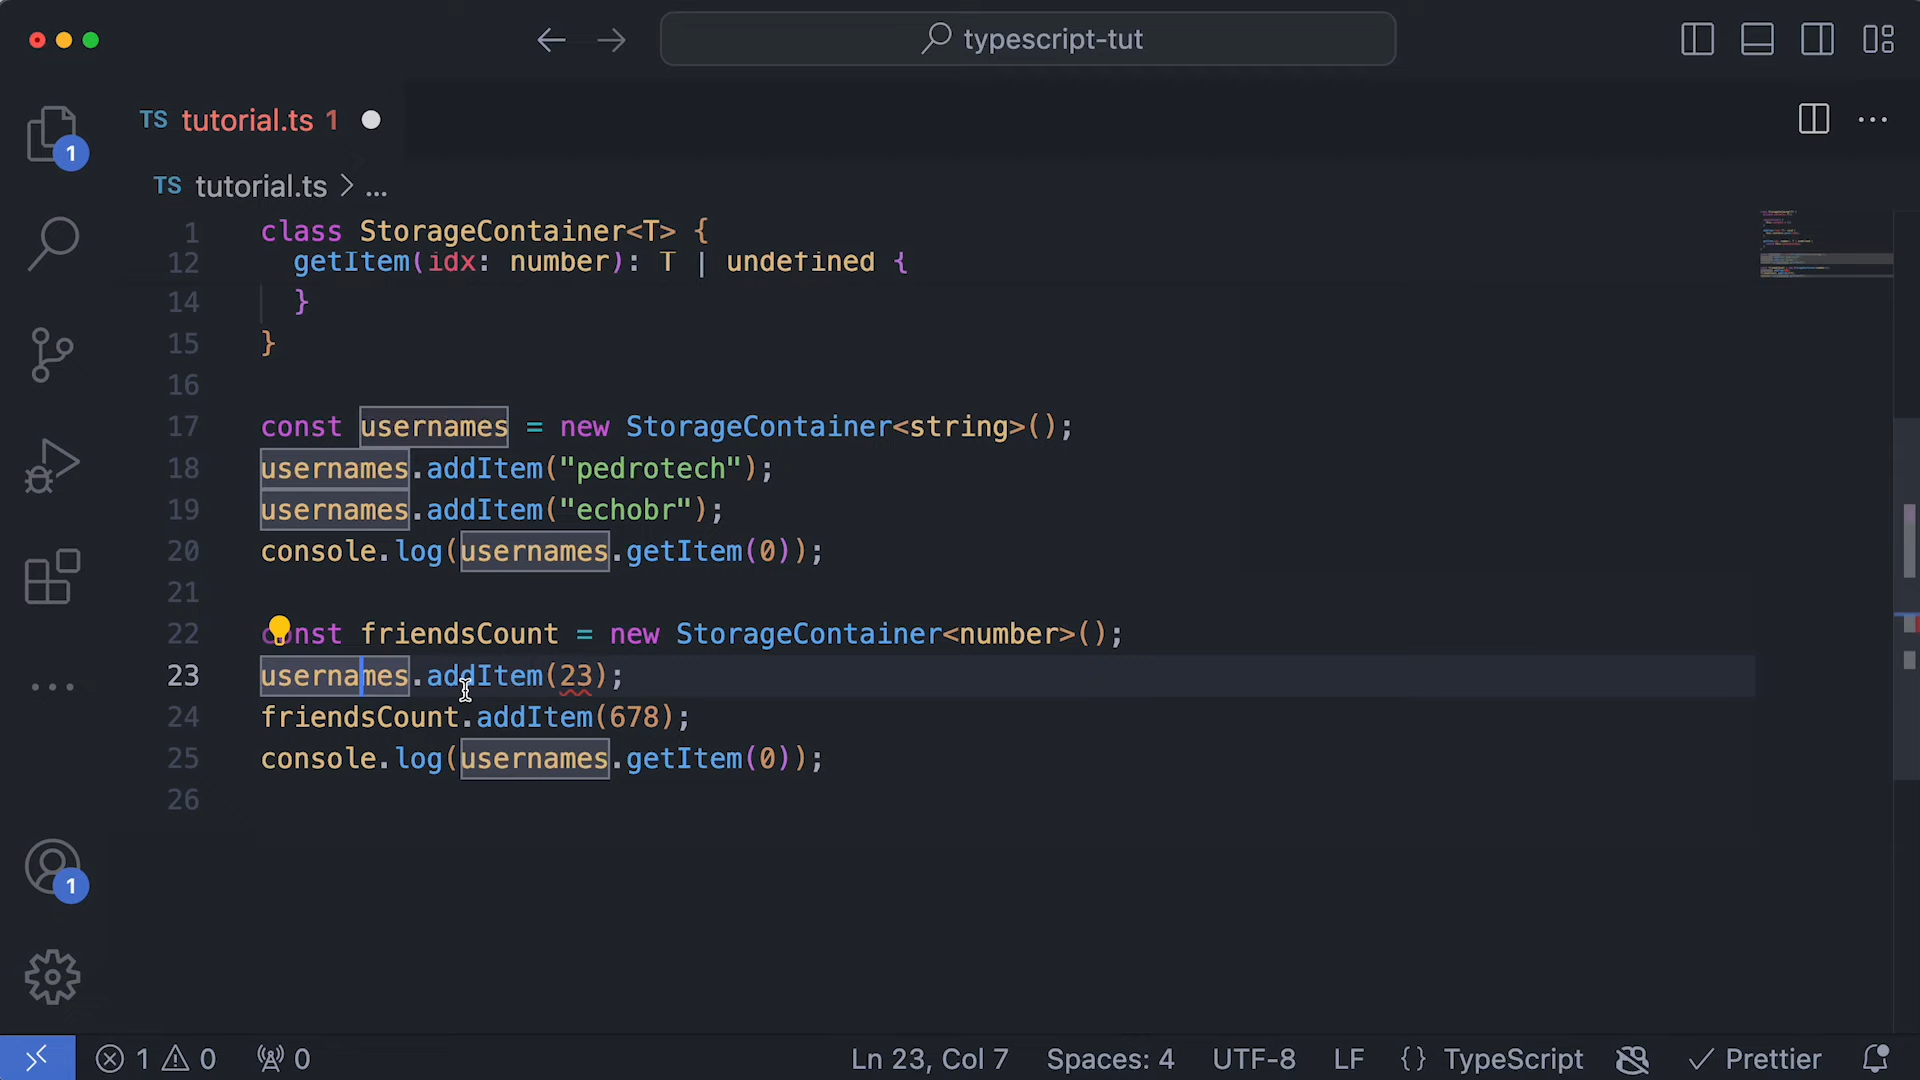 typescript-tut
TS tutorial.ts 1
1
TS tutorial.ts > ...
1 class StorageContainer<T> {
12 getItem(idx: number): T | undefined {
14 }
15 }
16
17 const usernames = new StorageContainer<string>();
18 usernames.addItem("pedrotech");
19 usernames.addItem("echobr");
20 console.log(usernames.getItem(0));
21
22 const friendsCount = new StorageContainer<number>();
23 usernames.addItem(23);
24 friendsCount.addItem(678);
25 console.log(usernames.getItem(0));
26
1
1 0 0 Ln 23, Col 7 Spaces: 4 UTF-8 LF {} TypeScript Prettier